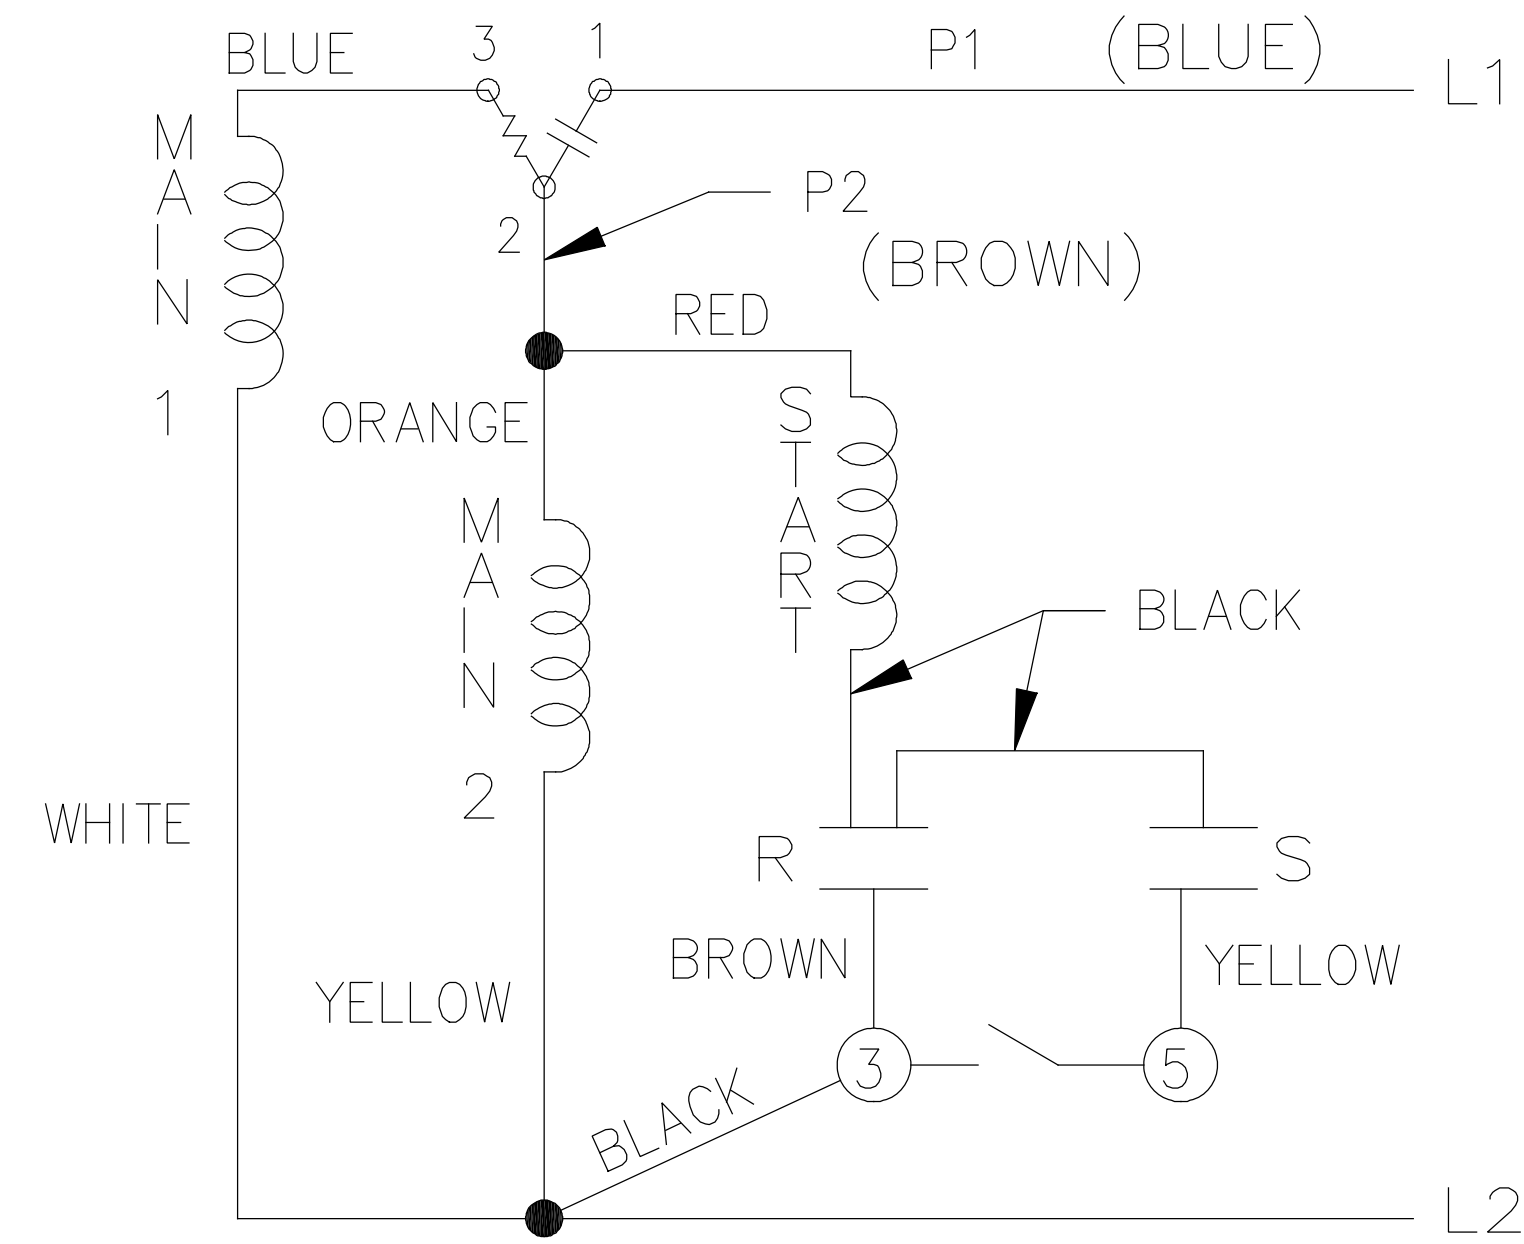 BLUE 3 1 P1 (BLUE) L1
MAIN 1
P2
2 (BROWN)
RED
ORANGE
START
MAIN 2
BLACK
WHITE
R S
BROWN YELLOW
YELLOW
3 5
BLACK
L2